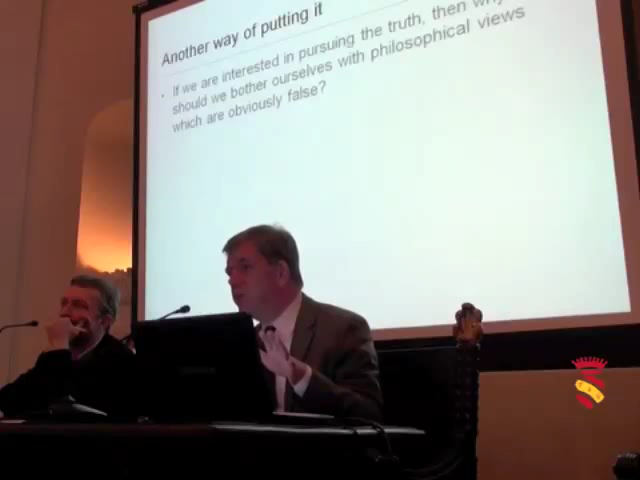 Another way of putting it
• If we are interested in pursuing the truth, then why
should we bother ourselves with philosophical views
which are obviously false?